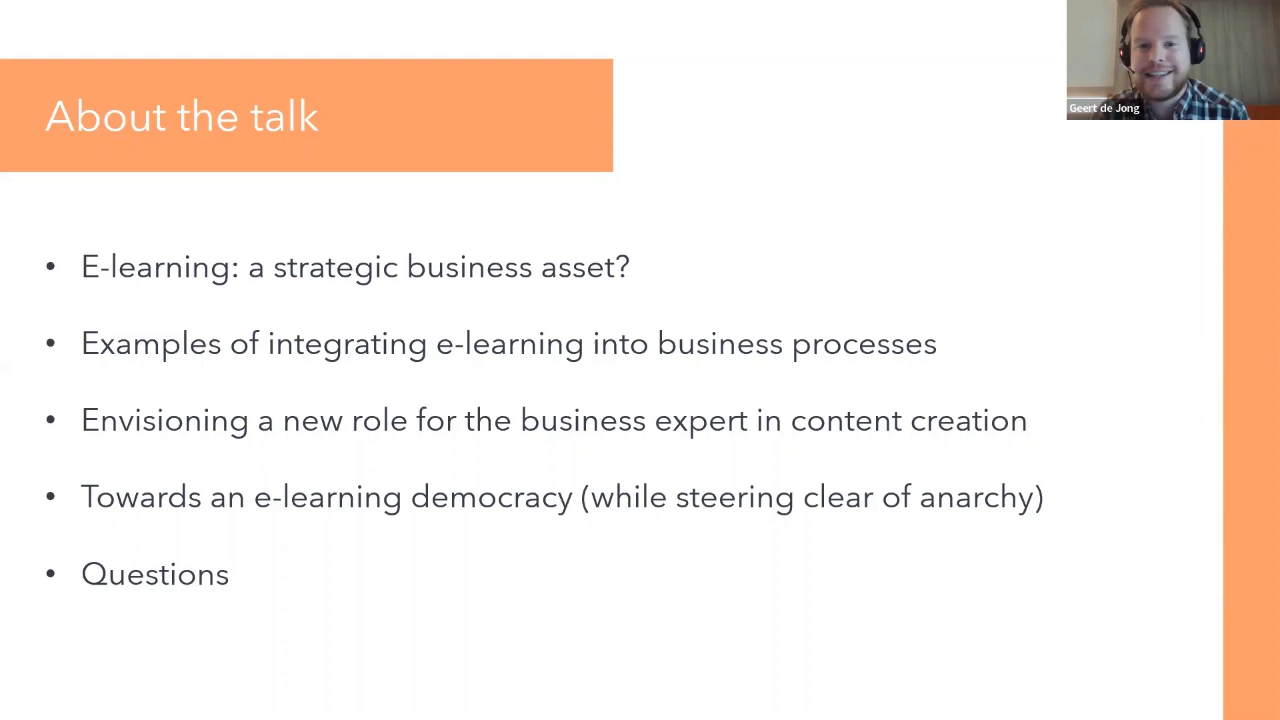 About the talk
Geert de Jong
• E-learning: a strategic business asset?
• Examples of integrating e-learning into business processes
• Envisioning a new role for the business expert in content creation
• Towards an e-learning democracy (while steering clear of anarchy)
• Questions